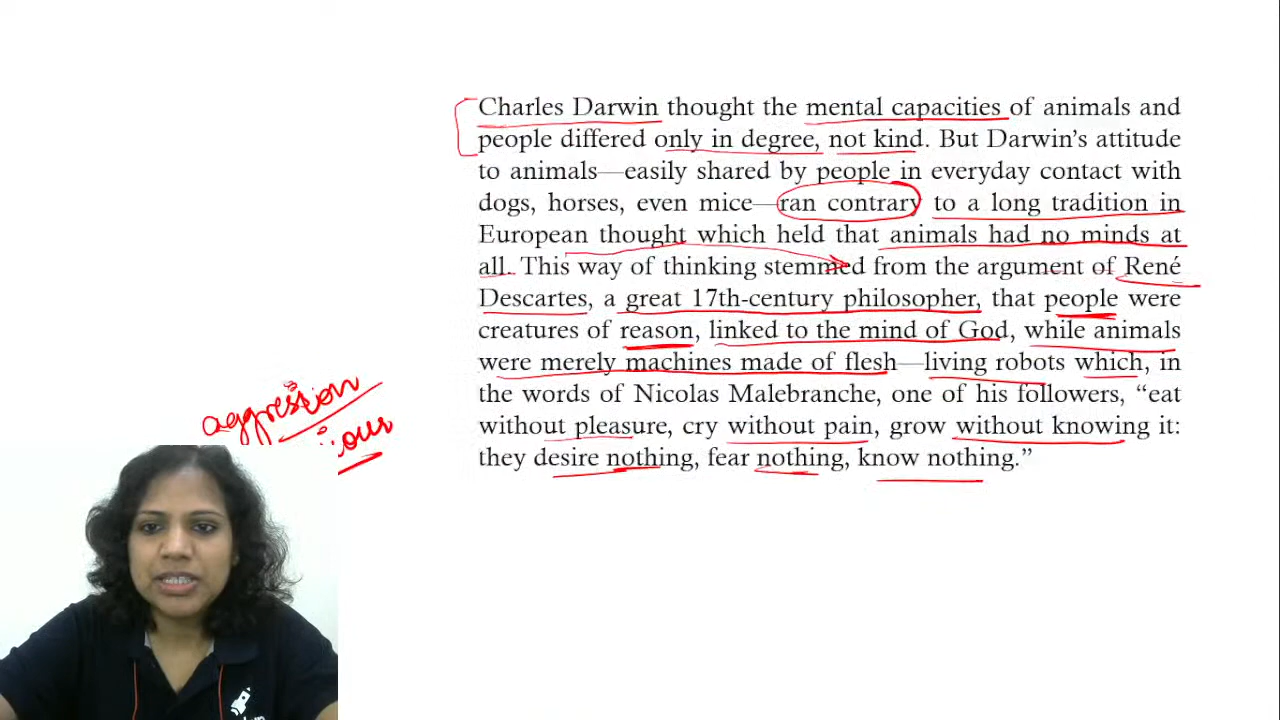 Charles Darwin thought the mental capacities of animals and
people differed only in degree, not kind. But Darwin's attitude
to animals—easily shared by people in everyday contact with
dogs, horses, even mice—ran contrary to a long tradition in
European thought which held that animals had no minds at
all. This way of thinking stemmed from the argument of René
Descartes, a great 17th-century philosopher, that people were
creatures of reason, linked to the mind of God, while animals
were merely machines made of flesh—living robots which, in
the words of Nicolas Malebranche, one of his followers, “eat
without pleasure, cry without pain, grow without knowing it:
they desire nothing, fear nothing, know nothing.”
aggression